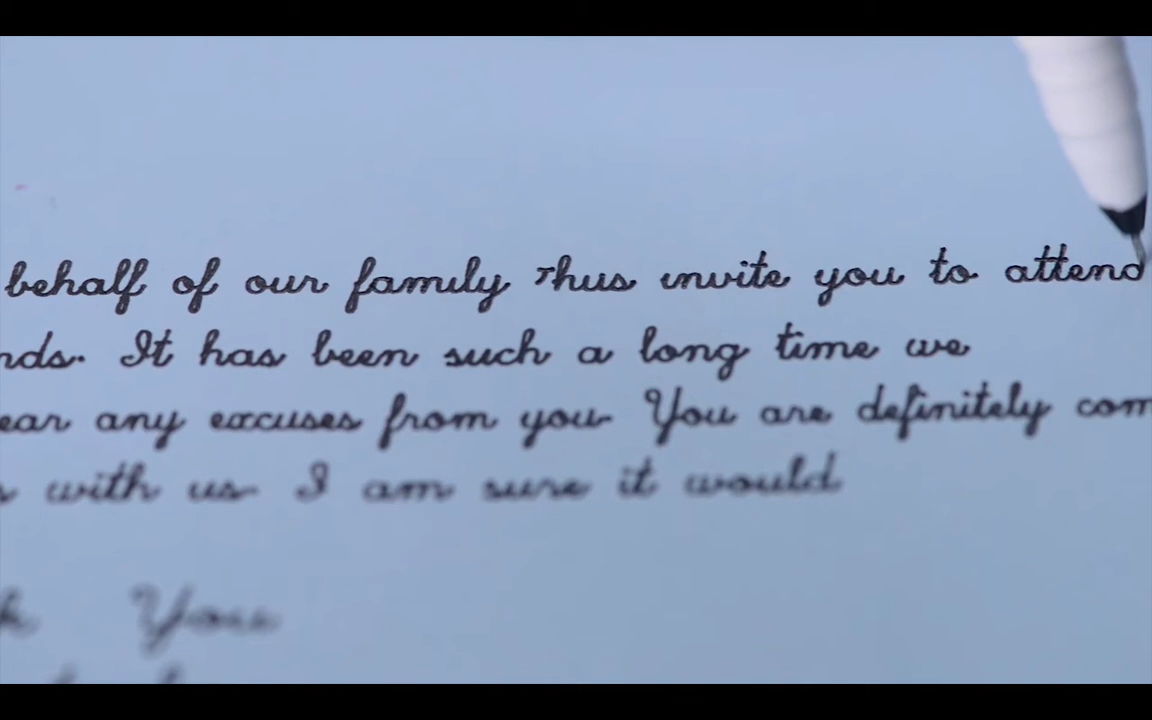 behalf of our family Thus invite you to attend
nds. It has been such a long time we
ear any excuses from you. You are definitely com
with us. I am sure it would
You